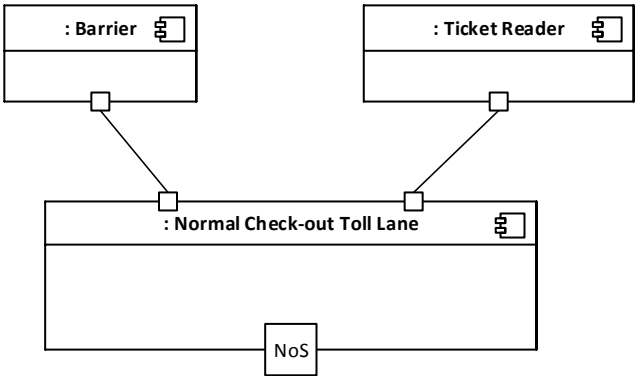 : Barrier
: Ticket Reader
: Normal Check-out Toll Lane
NoS